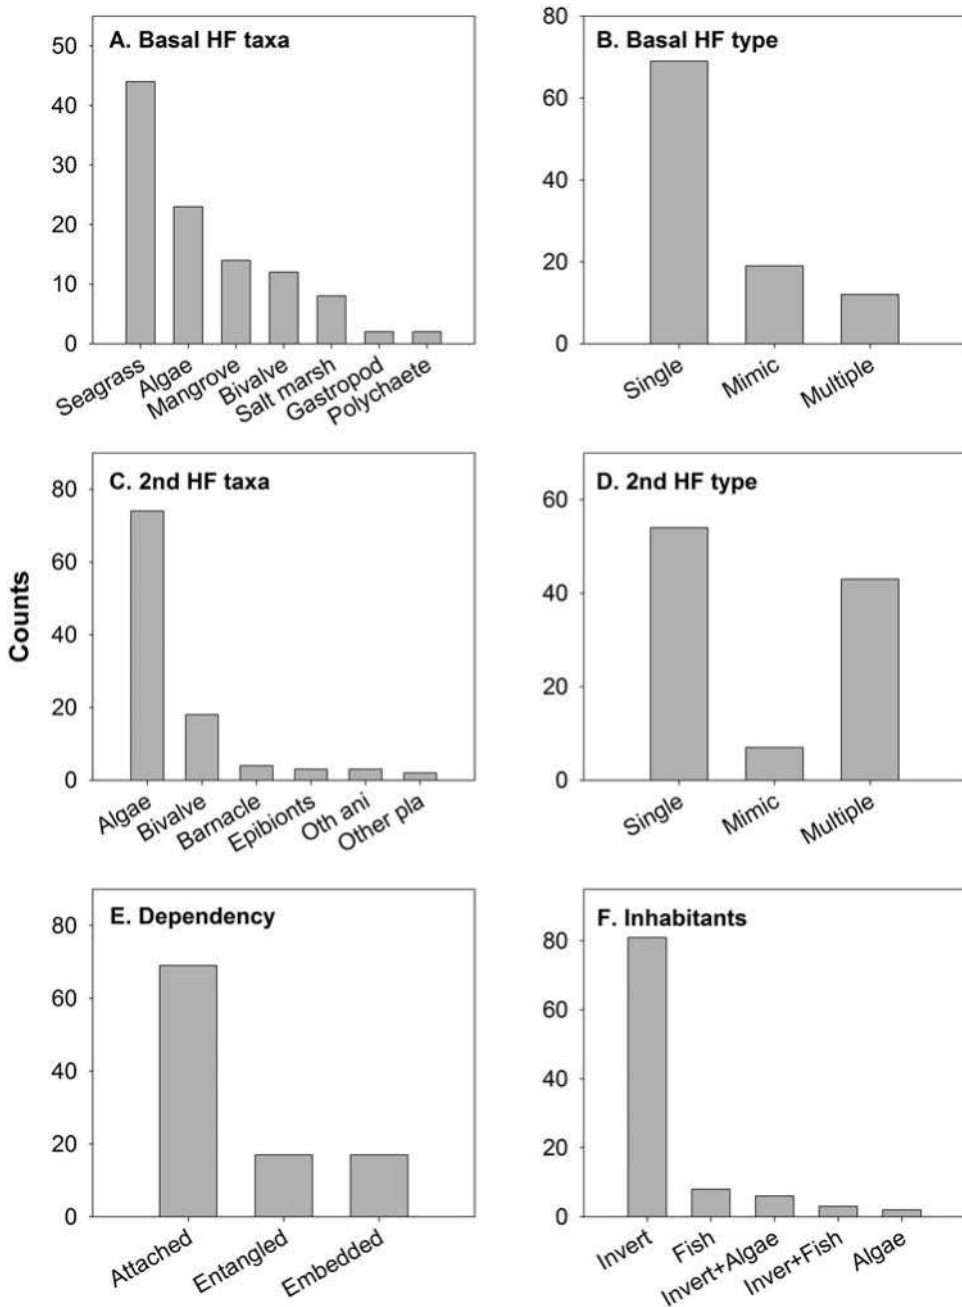 A. Basal HF taxa
50
40
30
20
10
0
Seagrass
Algae
Mangrove
Bivalve
Salt marsh
Gastropod
Polychaete
B. Basal HF type
80
60
40
20
0
Single
Mimic
Multiple
Counts
C. 2nd HF taxa
80
60
40
20
0
Algae
Bivalve
Barnacle
Epibionts
Oth ani
Other pla
D. 2nd HF type
60
40
20
0
Single
Mimic
Multiple
E. Dependency
80
60
40
20
0
Attached
Entangled
Embedded
F. Inhabitants
80
60
40
20
0
Invert
Fish
Invert+Algae
Inver+Fish
Algae